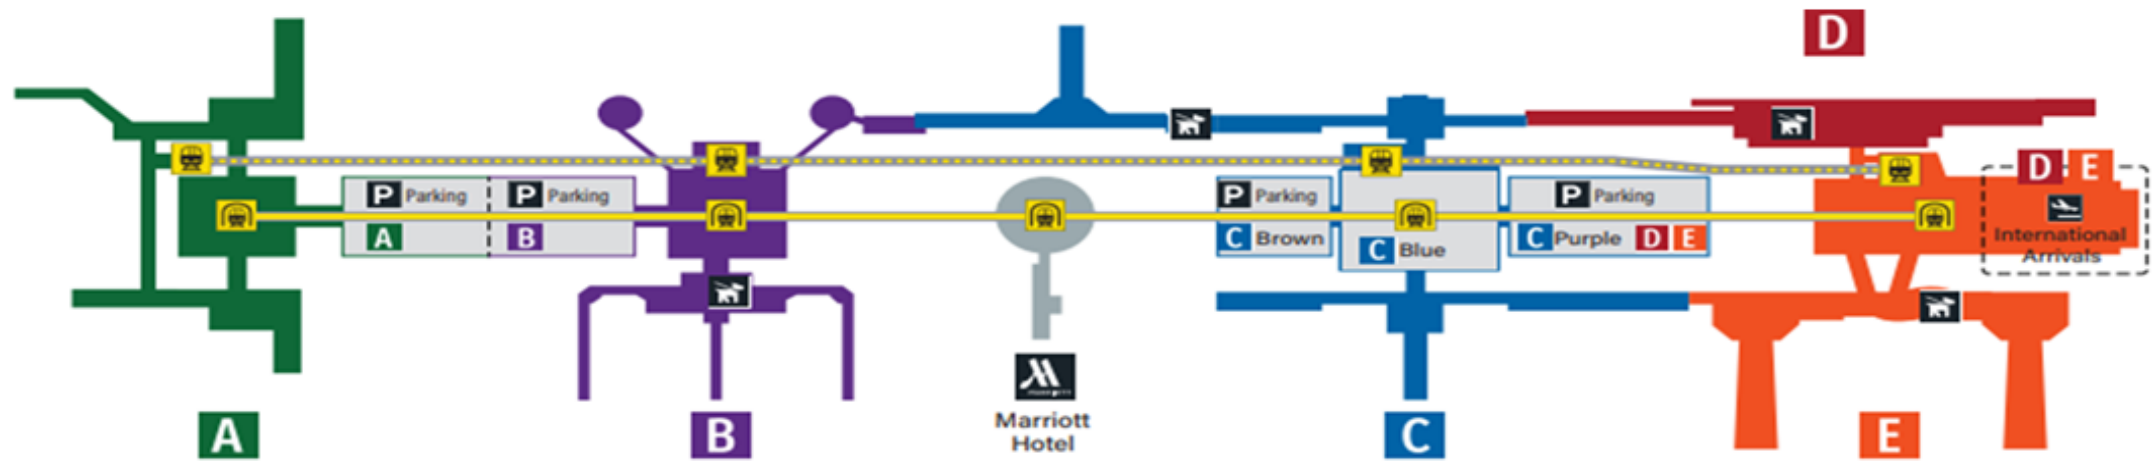 D
P Parking
A
P Parking
B
P Parking
C Brown
C Blue
P Parking
C Purple D E
D E
International
Arrivals
Marriott
Hotel
A
B
C
E